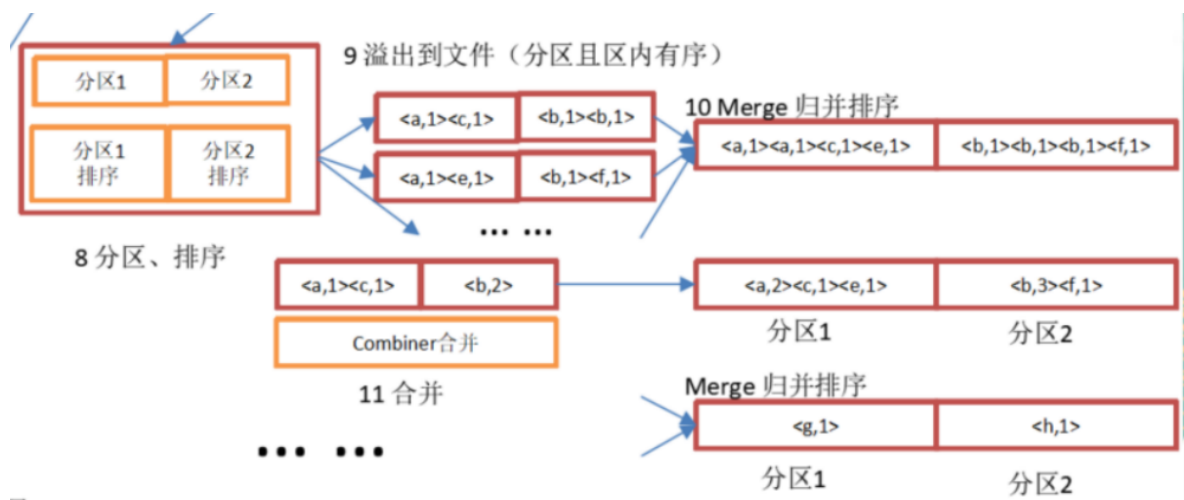 9 溢出到文件（分区且区内有序）
分区1
分区2
<a,1><c,1>
<b,1><b,1>
10 Merge 归并排序
分区1
排序
分区2
排序
<a,1><a,1><c,1><e,1>
<b,1><b,1><b,1><f,1>
<a,1><e,1>
<b,1><f,1>
... ...
8 分区、排序
<a,1><c,1>
<b,2>
<a,2><c,1><e,1>
<b,3><f,1>
分区1
分区2
Combiner合并
11 合并
Merge 归并排序
<g,1>
<h,1>
... ...
分区1
分区2